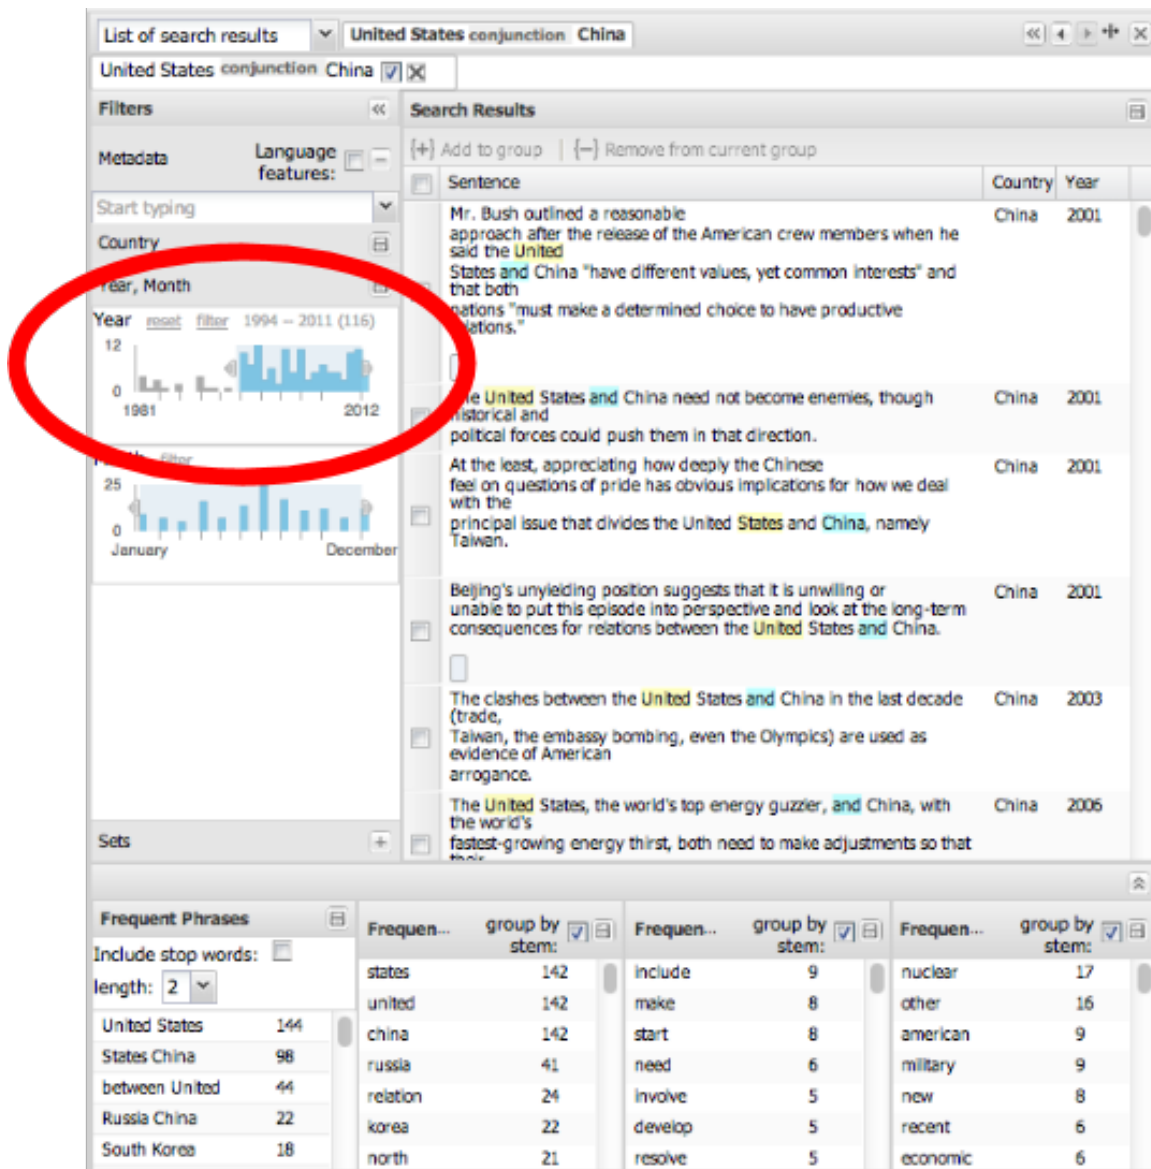 List of search results
United States conjunction China
United States conjunction China
Filters
Metadata
Language features:
Start typing
Country
Year, Month
Year reset filter 1994 – 2011 (116)
12
0
1981 2012
filter
25
0
January December
Sets
Search Results
{+} Add to group | {−} Remove from current group
Sentence Country Year
Mr. Bush outlined a reasonable China 2001
approach after the release of the American crew members when he
said the United
States and China "have different values, yet common interests" and
that both
nations "must make a determined choice to have productive
relations."
The United States and China need not become enemies, though China 2001
historical and
political forces could push them in that direction.
At the least, appreciating how deeply the Chinese China 2001
feel on questions of pride has obvious implications for how we deal
with the
principal issue that divides the United States and China, namely
Taiwan.
Beijing's unyielding position suggests that it is unwilling or China 2001
unable to put this episode into perspective and look at the long-term
consequences for relations between the United States and China.
The clashes between the United States and China in the last decade China 2003
(trade,
Taiwan, the embassy bombing, even the Olympics) are used as
evidence of American
arrogance.
The United States, the world's top energy guzzler, and China, with China 2006
the world's
fastest-growing energy thirst, both need to make adjustments so that
their
Frequent Phrases
Include stop words:
length: 2
United States 144
States China 98
between United 44
Russia China 22
South Korea 18
Frequen... group by stem:
states 142
united 142
china 142
russia 41
relation 24
korea 22
north 21
Frequen... group by stem:
include 9
make 8
start 8
need 6
involve 5
develop 5
resolve 5
Frequen... group by stem:
nuclear 17
other 16
american 9
military 9
new 8
recent 6
economic 6